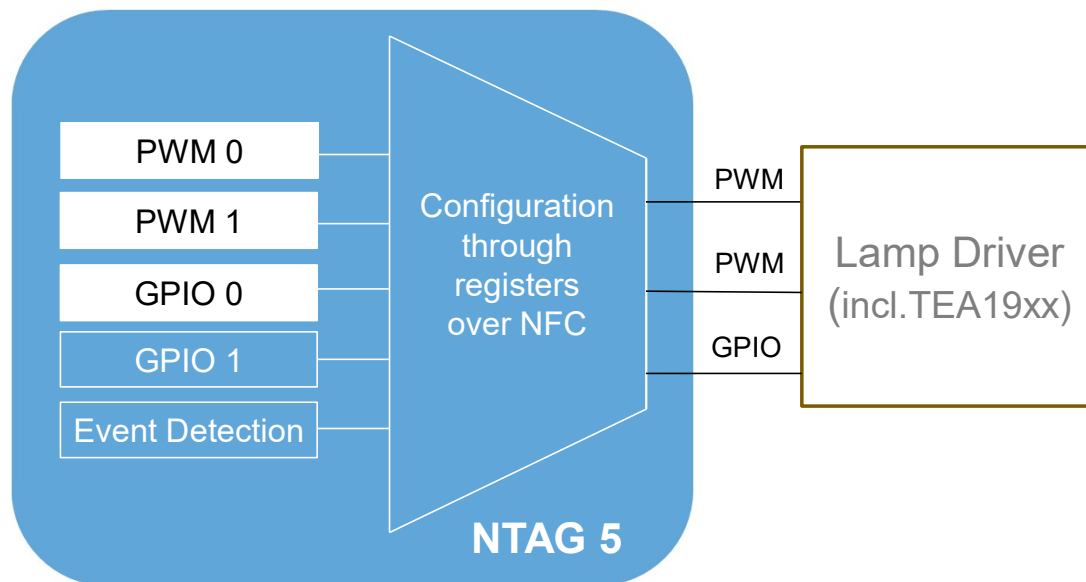 PWM 0
PWM 1
GPIO 0
GPIO 1
Event Detection
Configuration
through
registers
over NFC
NTAG 5
PWM
PWM
GPIO
Lamp Driver
(incl.TEA19xx)